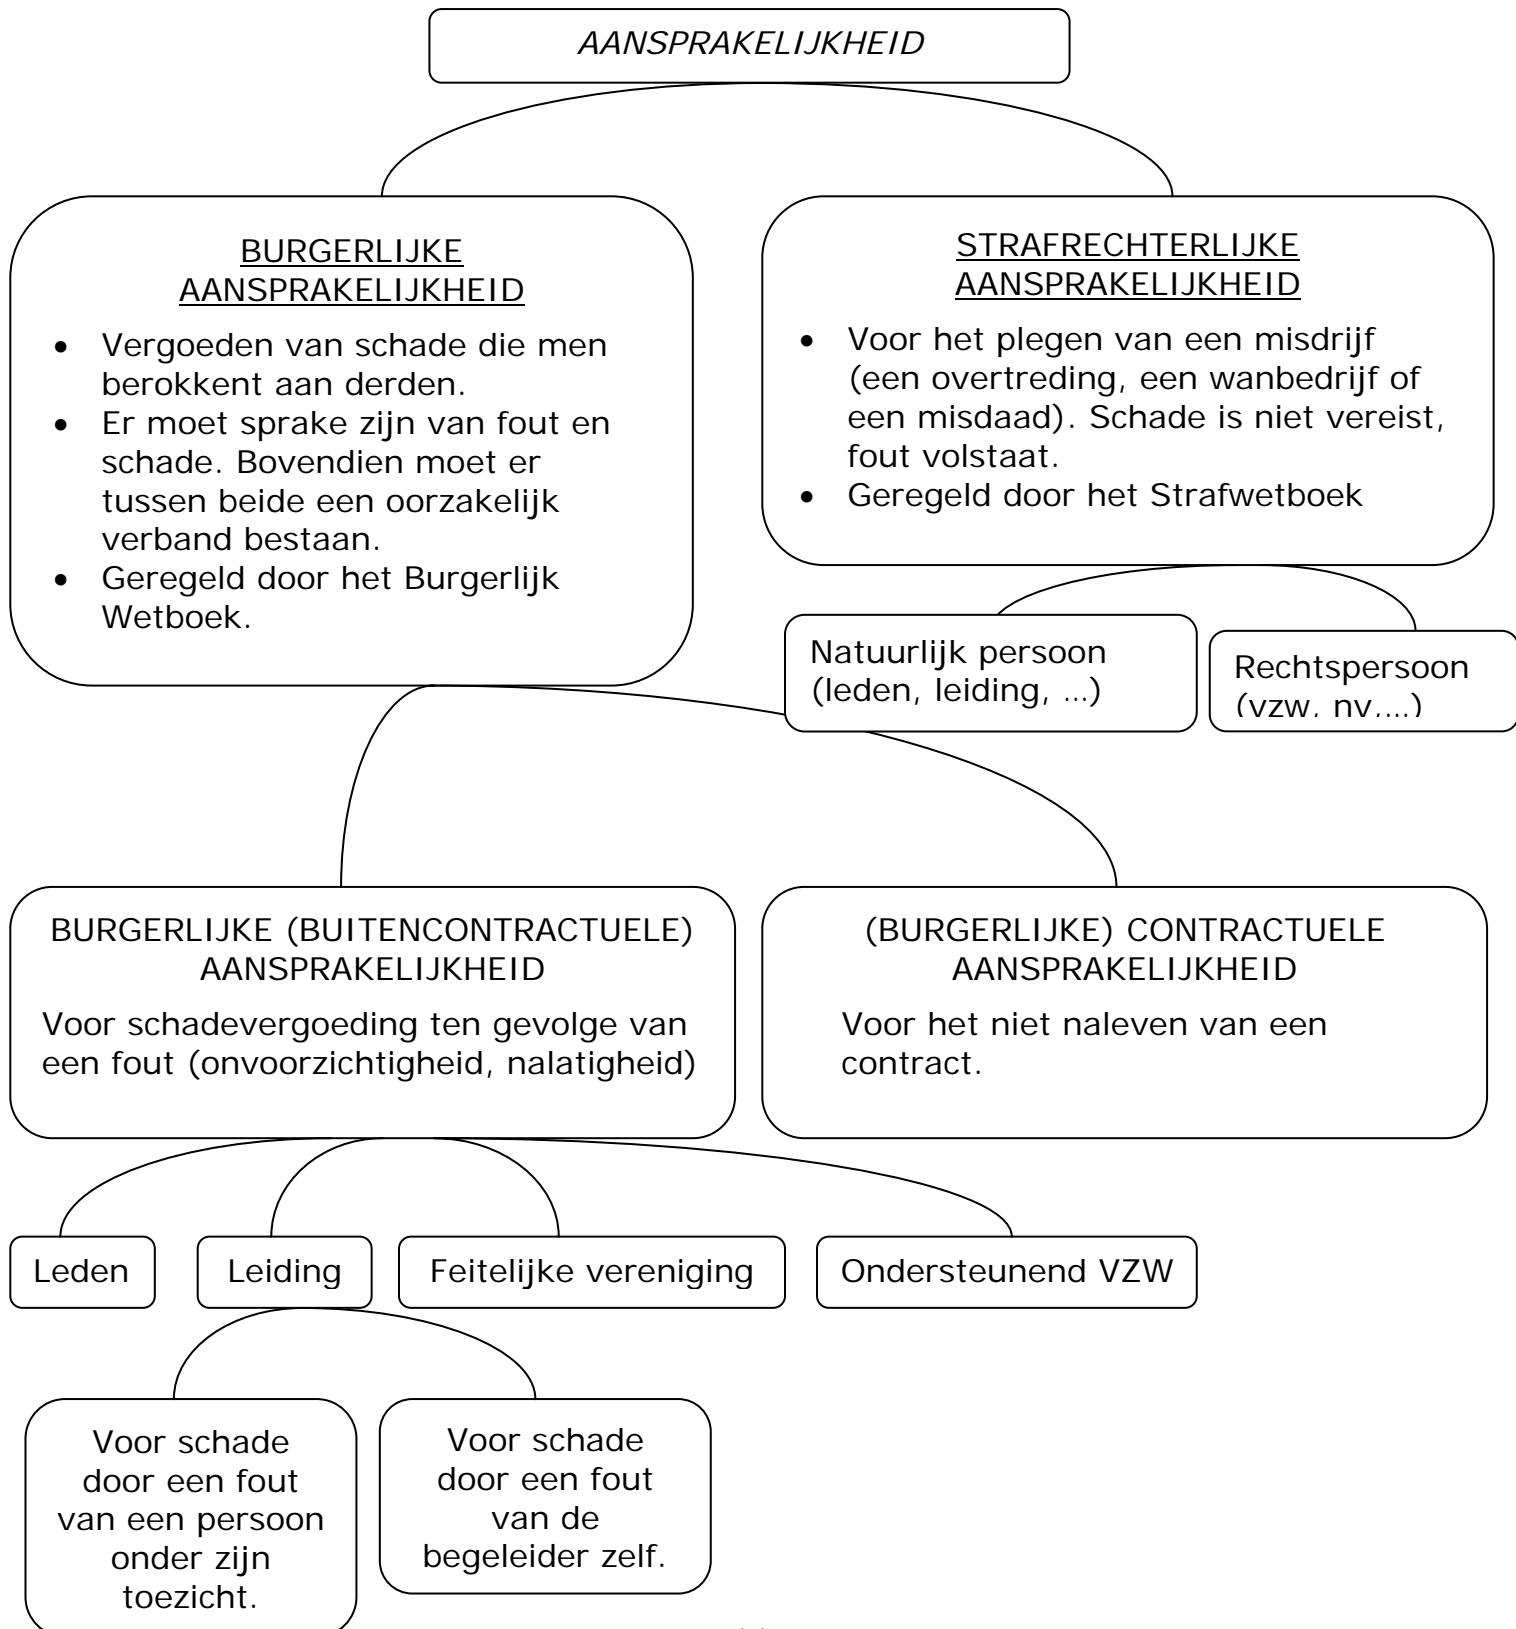 AANSPRAKELIJKHEID
BURGERLIJKE
AANSPRAKELIJKHEID
• Vergoeden van schade die men
berokkent aan derden.
• Er moet sprake zijn van fout en
schade. Bovendien moet er
tussen beide een oorzakelijk
verband bestaan.
• Geregeld door het Burgerlijk
Wetboek.
STRAFRECHTERLIJKE
AANSPRAKELIJKHEID
• Voor het plegen van een misdrijf
(een overtreding, een wanbedrijf of
een misdaad). Schade is niet vereist,
fout volstaat.
• Geregeld door het Strafwetboek
Natuurlijk persoon
(leden, leiding, ...)
Rechtspersoon
(vzw, nv,...)
BURGERLIJKE (BUITENCONTRACTUELE)
AANSPRAKELIJKHEID
Voor schadevergoeding ten gevolge van
een fout (onvoorzichtigheid, nalatigheid)
(BURGERLIJKE) CONTRACTUELE
AANSPRAKELIJKHEID
Voor het niet naleven van een
contract.
Leden
Leiding
Feitelijke vereniging
Ondersteunend VZW
Voor schade
door een fout
van een persoon
onder zijn
toezicht.
Voor schade
door een fout
van de
begeleider zelf.